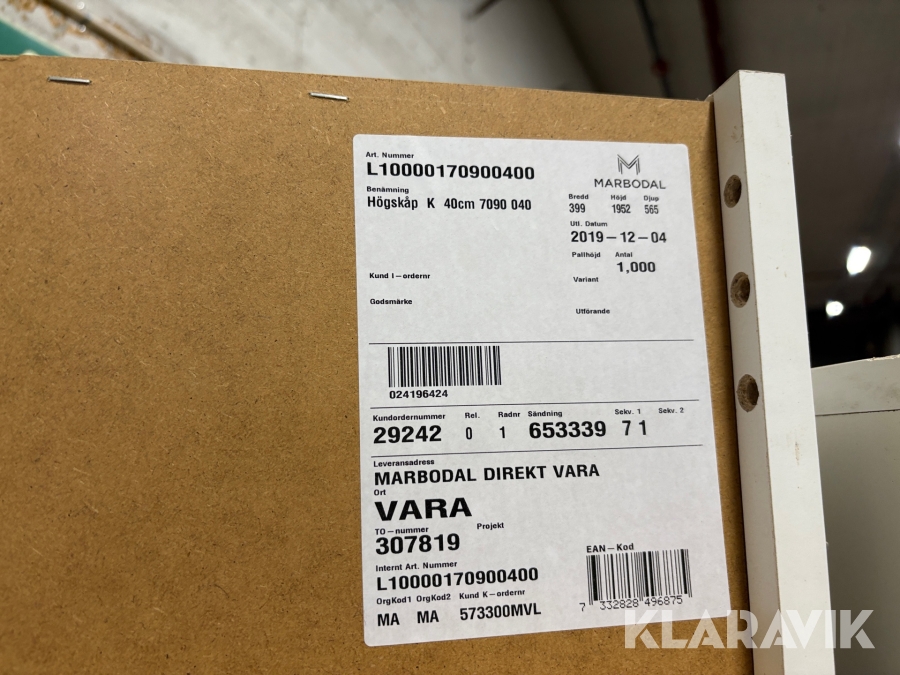 Art. Nummer
L10000170900400
Benämning
Högskåp K 40cm 7090 040
MARBODAL
Bredd Höjd Djup
399 1952 565
Utl. Datum
2019-12-04
Pallhöjd Antal
1,000
Variant
Kund I-ordernr
Godsmärke
Utförande
024196424
Kundordernummer Rel. Radnr Sändning Sekv. 1 Sekv. 2
29242 0 1 653339 7 1
Leveransadress
MARBODAL DIREKT VARA
Ort
VARA
TO-nummer Projekt
307819
Internt Art. Nummer
L10000170900400
OrgKod1 OrgKod2 Kund K-ordernr
MA MA 573300MVL
EAN-Kod
7 332828 496875
KLARAVIK